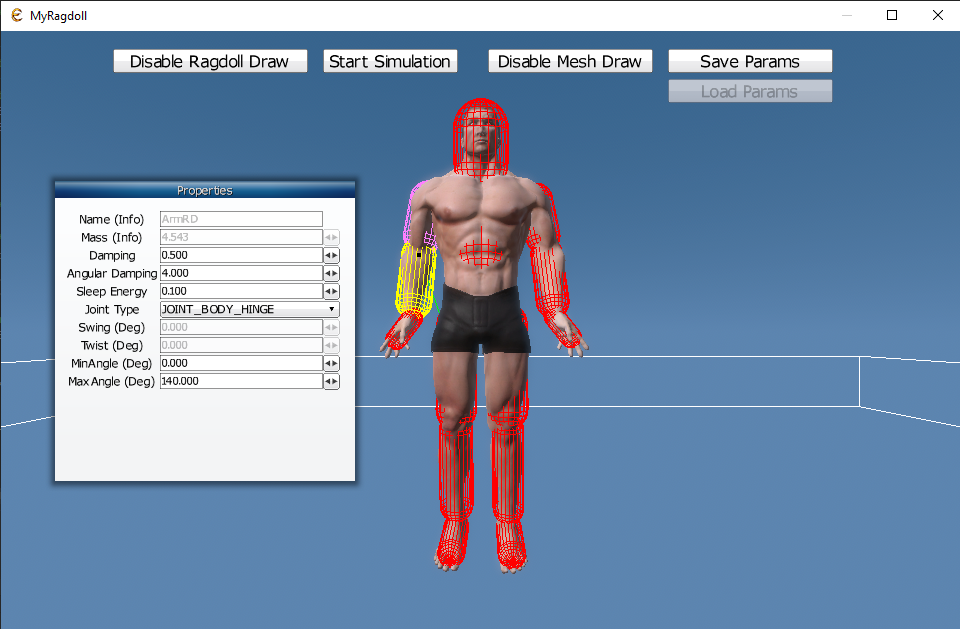 MyRagdoll
Disable Ragdoll Draw
Start Simulation
Disable Mesh Draw
Save Params
Load Params
Properties
Name (Info) ArmRD
Mass (Info) 4.543
Damping 0.500
Angular Damping 4.000
Sleep Energy 0.100
Joint Type JOINT_BODY_HINGE
Swing (Deg) 0.000
Twist (Deg) 0.000
MinAngle (Deg) 0.000
MaxAngle (Deg) 140.000